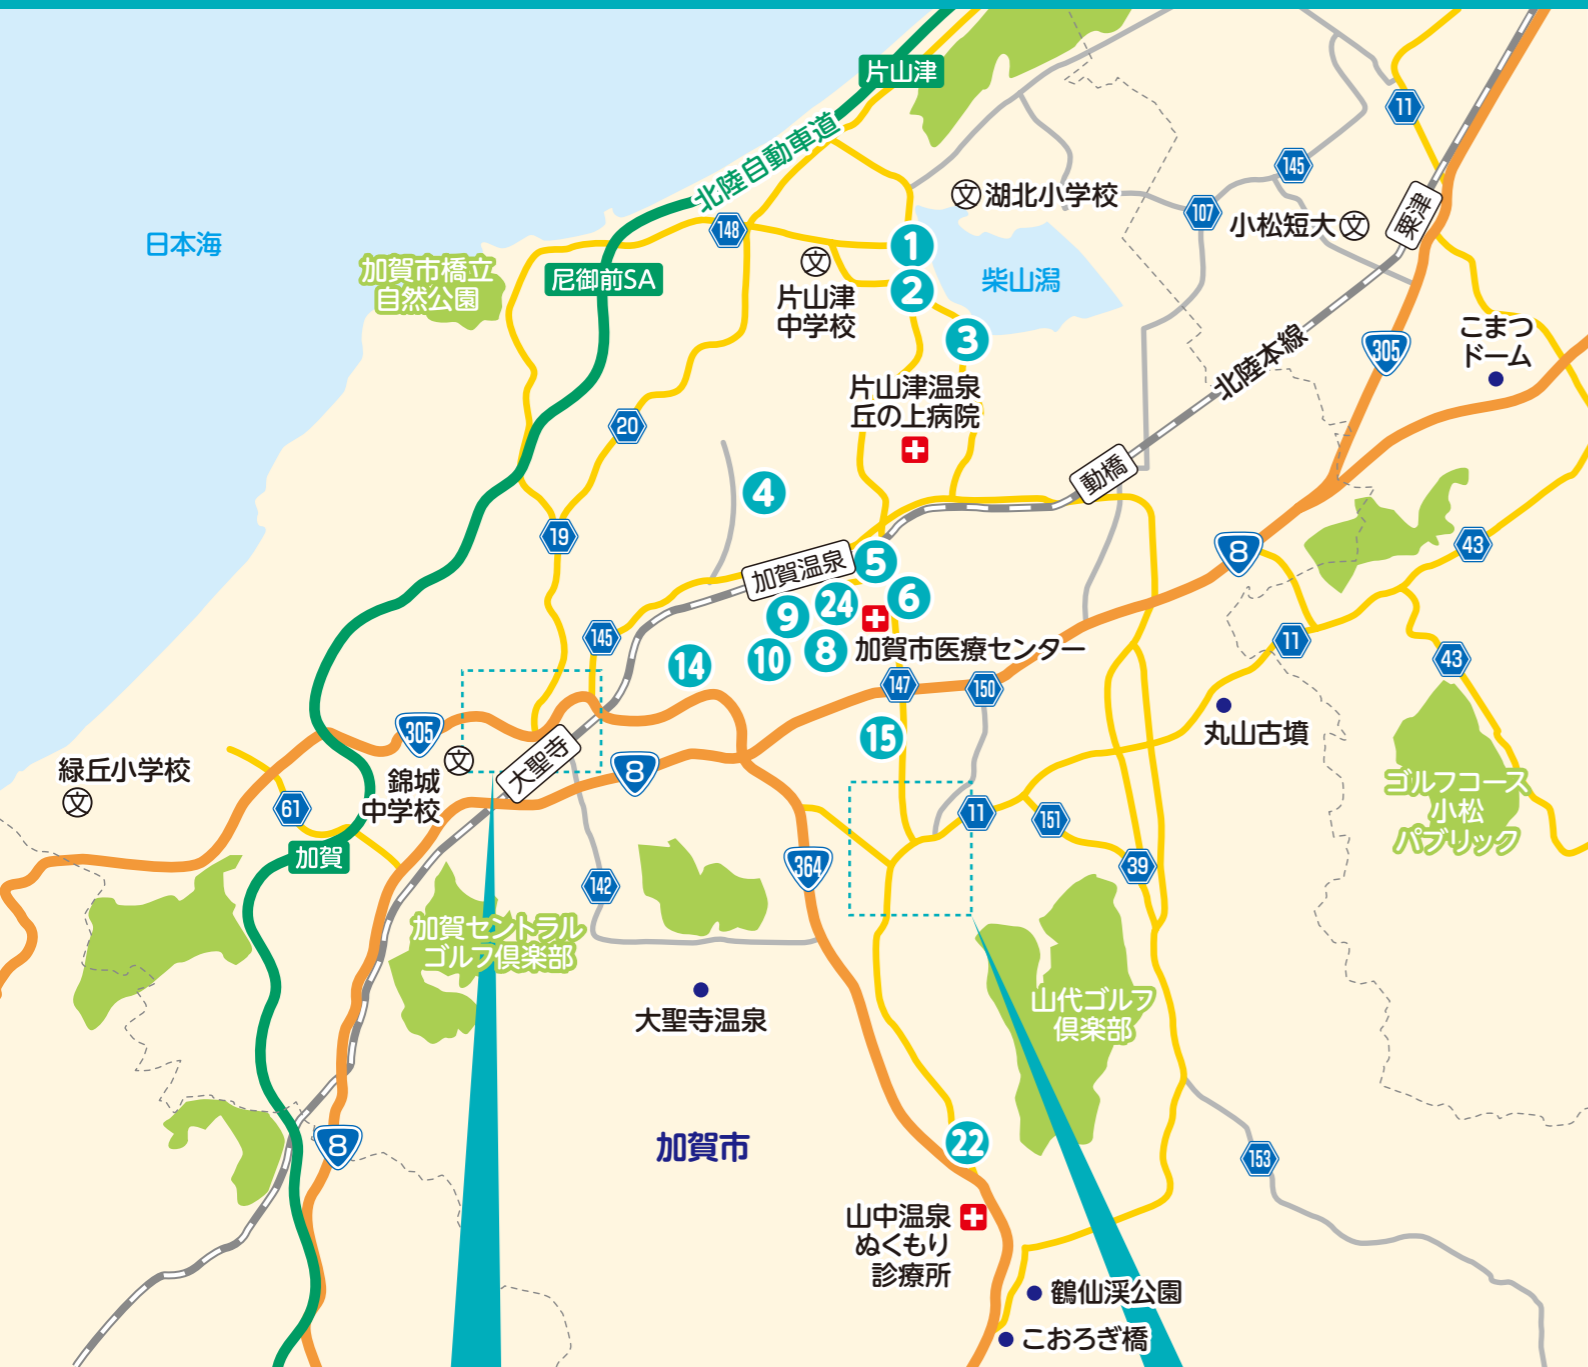 片山津
北陸自動車道
11
145
文 湖北小学校
107
小松短大 文
粟津
148
日本海
1
文
片山津
中学校
加賀市橋立
自然公園
尼御前SA
2
柴山潟
3
こまつ
ドーム
305
北陸本線
片山津温泉
丘の上病院
20
動橋
4
19
8
43
加賀温泉
5
24
6
9
145
加賀市医療センター
8
10
14
11
43
147
150
丸山古墳
305
15
文
錦城
中学校
大聖寺
8
緑丘小学校
文
61
ゴルフコース
小松
パブリック
11
151
加賀
364
39
142
加賀セントラル
ゴルフ倶楽部
山代ゴルフ
倶楽部
大聖寺温泉
8
加賀市
22
153
山中温泉
ぬくもり
診療所
鶴仙渓公園
こおろぎ橋